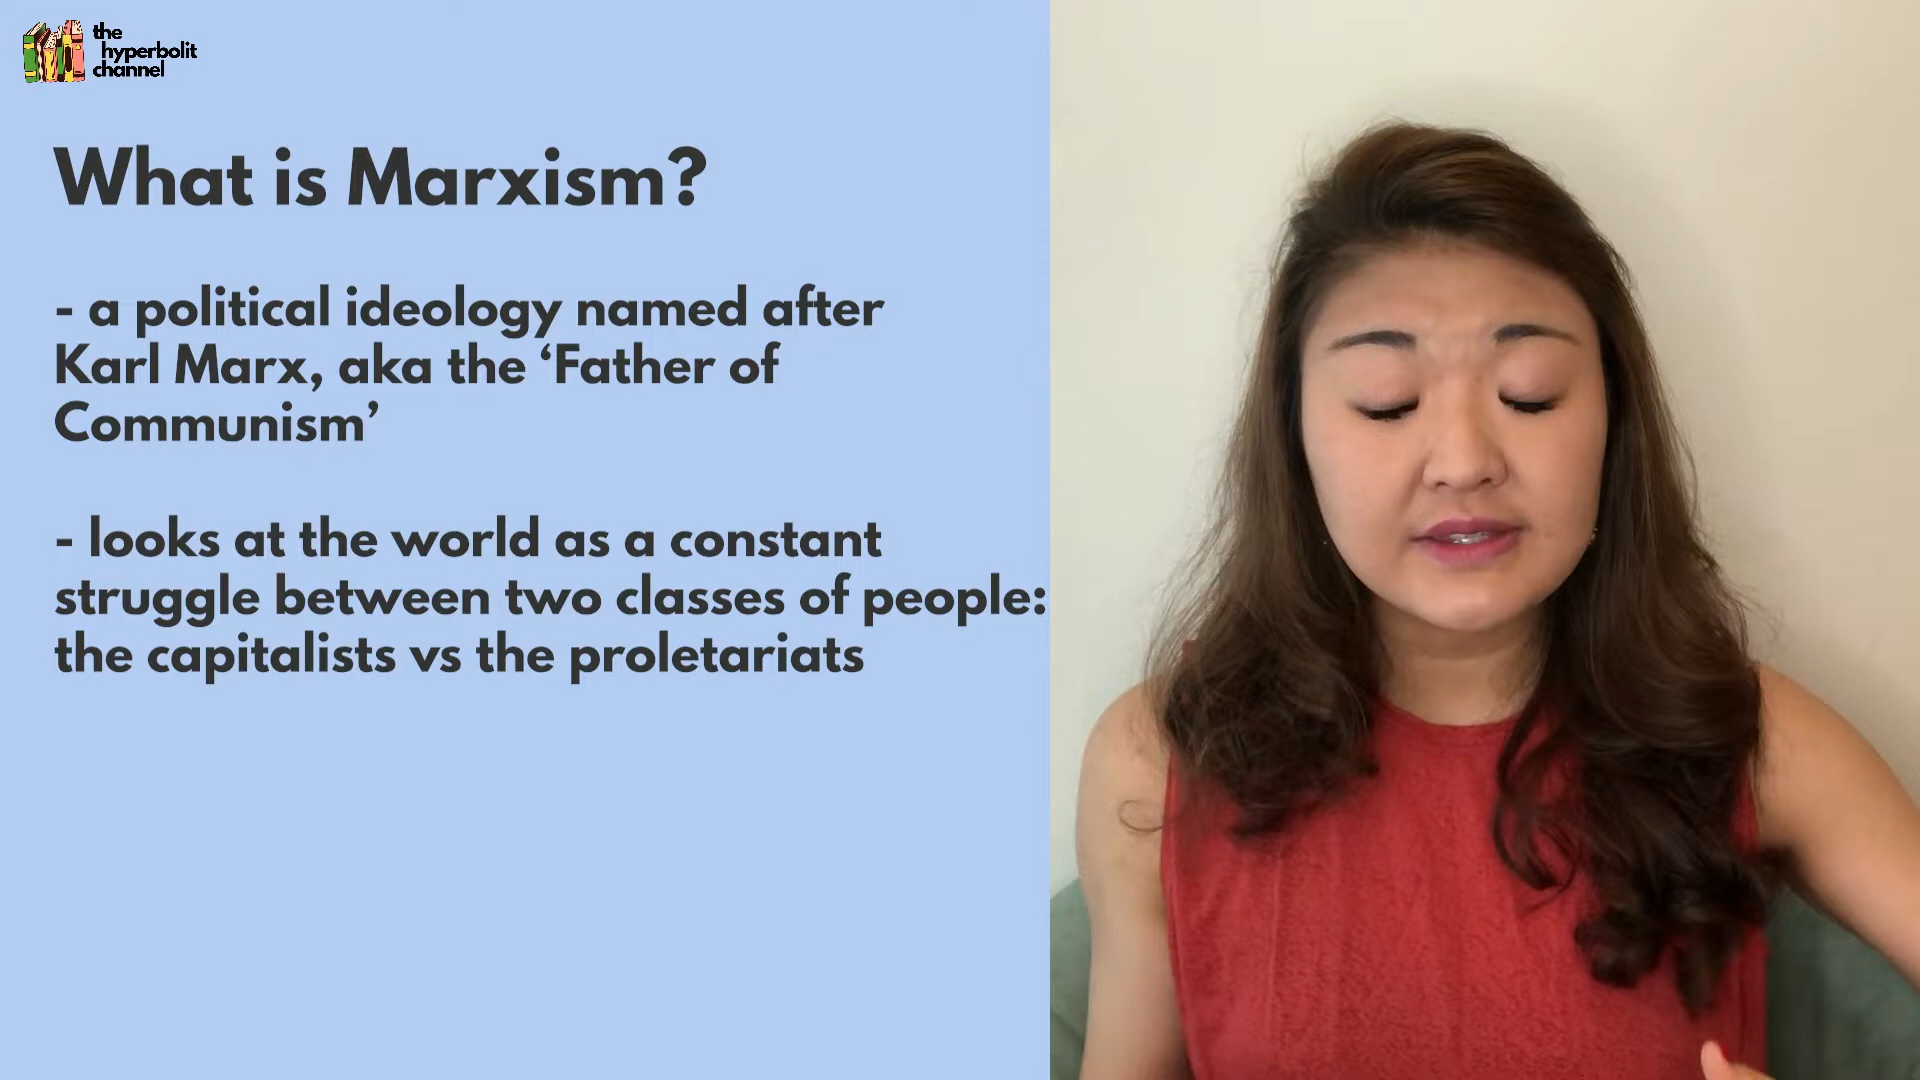 the
hyperbolit
channel
What is Marxism?
- a political ideology named after
Karl Marx, aka the ‘Father of
Communism’
- looks at the world as a constant
struggle between two classes of people:
the capitalists vs the proletariats